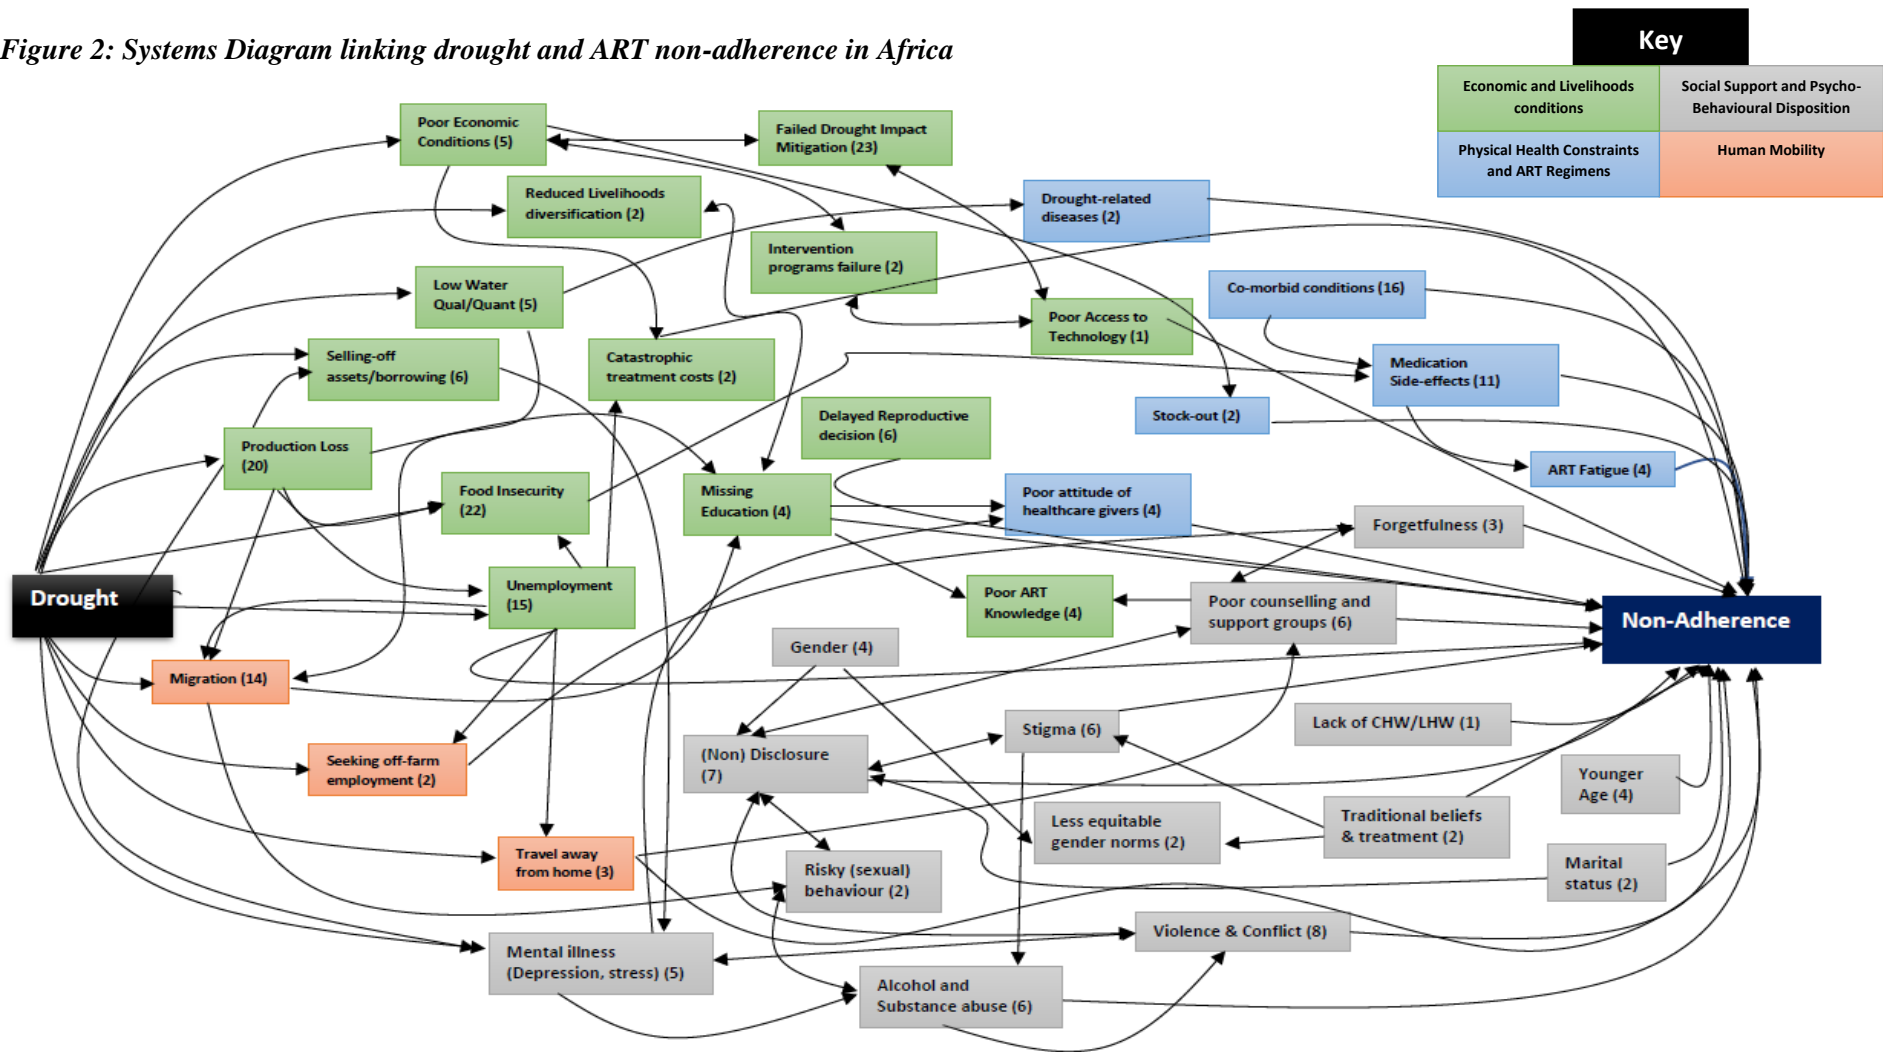 Figure 2: Systems Diagram linking drought and ART non-adherence in Africa
Key
Economic and Livelihoods
conditions
Social Support and Psycho-
Behavioural Disposition
Physical Health Constraints
and ART Regimens
Human Mobility
Poor Economic
Conditions (5)
Failed Drought Impact
Mitigation (23)
Reduced Livelihoods
diversification (2)
Drought-related
diseases (2)
Intervention
programs failure (2)
Low Water
Qual/Quant (5)
Co-morbid conditions (16)
Poor Access to
Technology (1)
Selling-off
assets/borrowing (6)
Catastrophic
treatment costs (2)
Medication
Side-effects (11)
Delayed Reproductive
decision (6)
Stock-out (2)
Production Loss
(20)
ART Fatigue (4)
Food Insecurity
(22)
Missing
Education (4)
Poor attitude of
healthcare givers (4)
Forgetfulness (3)
Drought
Unemployment
(15)
Poor ART
Knowledge (4)
Poor counselling and
support groups (6)
Non-Adherence
Gender (4)
Migration (14)
Stigma (6)
Lack of CHW/LHW (1)
Seeking off-farm
employment (2)
(Non) Disclosure
(7)
Younger
Age (4)
Less equitable
gender norms (2)
Traditional beliefs
& treatment (2)
Travel away
from home (3)
Risky (sexual)
behaviour (2)
Marital
status (2)
Mental illness
(Depression, stress) (5)
Violence & Conflict (8)
Alcohol and
Substance abuse (6)